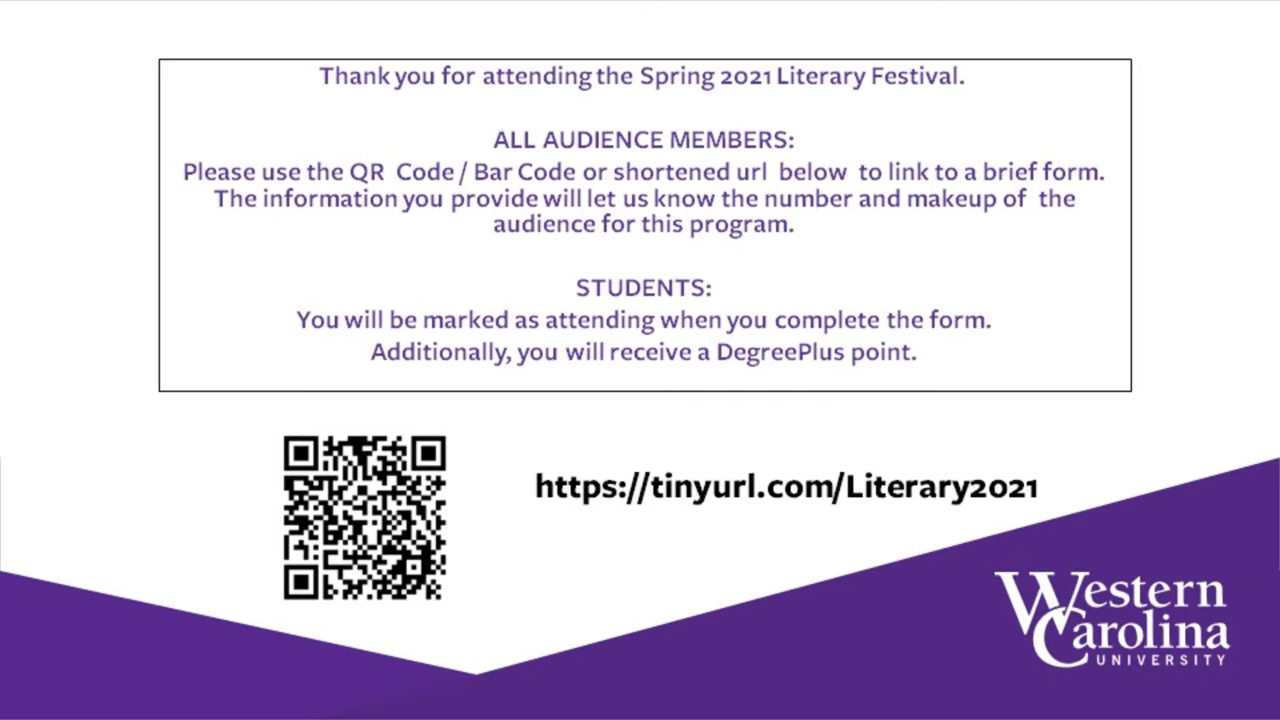 Thank you for attending the Spring 2021 Literary Festival.
ALL AUDIENCE MEMBERS:
Please use the QR Code / Bar Code or shortened url below to link to a brief form.
The information you provide will let us know the number and makeup of the
audience for this program.
STUDENTS:
You will be marked as attending when you complete the form.
Additionally, you will receive a DegreePlus point.
https://tinyurl.com/Literary2021
Western
Carolina
UNIVERSITY